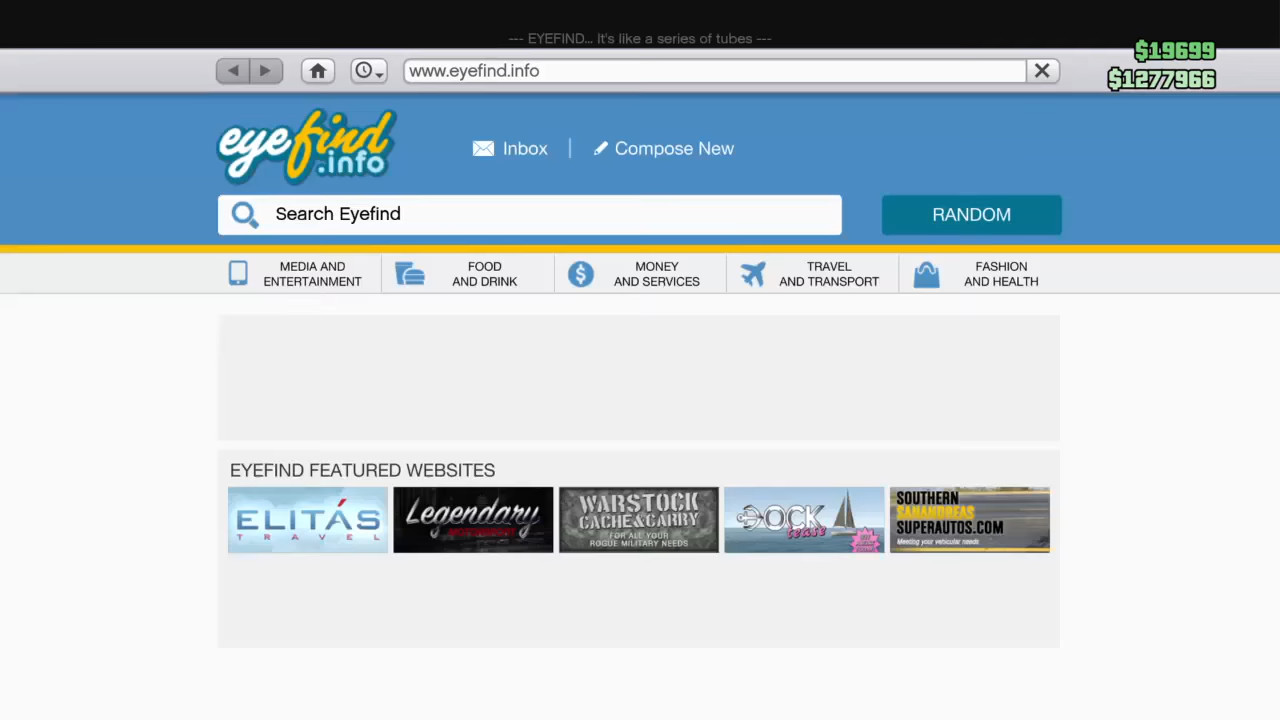 --- EYEFIND... It's like a series of tubes ---
$19699
www.eyefind.info
$1277966
eyefind
.info
Inbox
Compose New
Search Eyefind
RANDOM
MEDIA AND
ENTERTAINMENT
FOOD
AND DRINK
MONEY
AND SERVICES
TRAVEL
AND TRANSPORT
FASHION
AND HEALTH
EYEFIND FEATURED WEBSITES
ELITÁS
TRAVEL
Legendary
MOTORSPORT
WARSTOCK
CACHE&CARRY
FOR ALL YOUR
ROGUE MILITARY NEEDS
DOCK
tease
SOUTHERN
SANANDREAS
SUPERAUTOS.COM
Meeting your vehicular needs